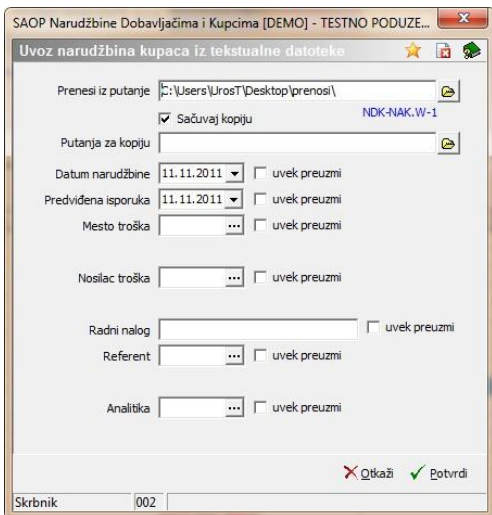 SAOP Narudžbine Dobavljačima i Kupcima [DEMO] - TESTNO PODUZE...
Uvoz narudžbina kupaca iz tekstualne datoteke
Prenesi iz putanje C:\Users\UrosT\Desktop\prenosi\
Sačuvaj kopiju NDK-NAK.W-1
Putanja za kopiju
Datum narudžbine 11.11.2011 uvek preuzmi
Predviđena isporuka 11.11.2011 uvek preuzmi
Mesto troška ... uvek preuzmi
Nosilac troška ... uvek preuzmi
Radni nalog uvek preuzmi
Referent ... uvek preuzmi
Analitika ... uvek preuzmi
Otkaži Potvrdi
Skrbnik 002